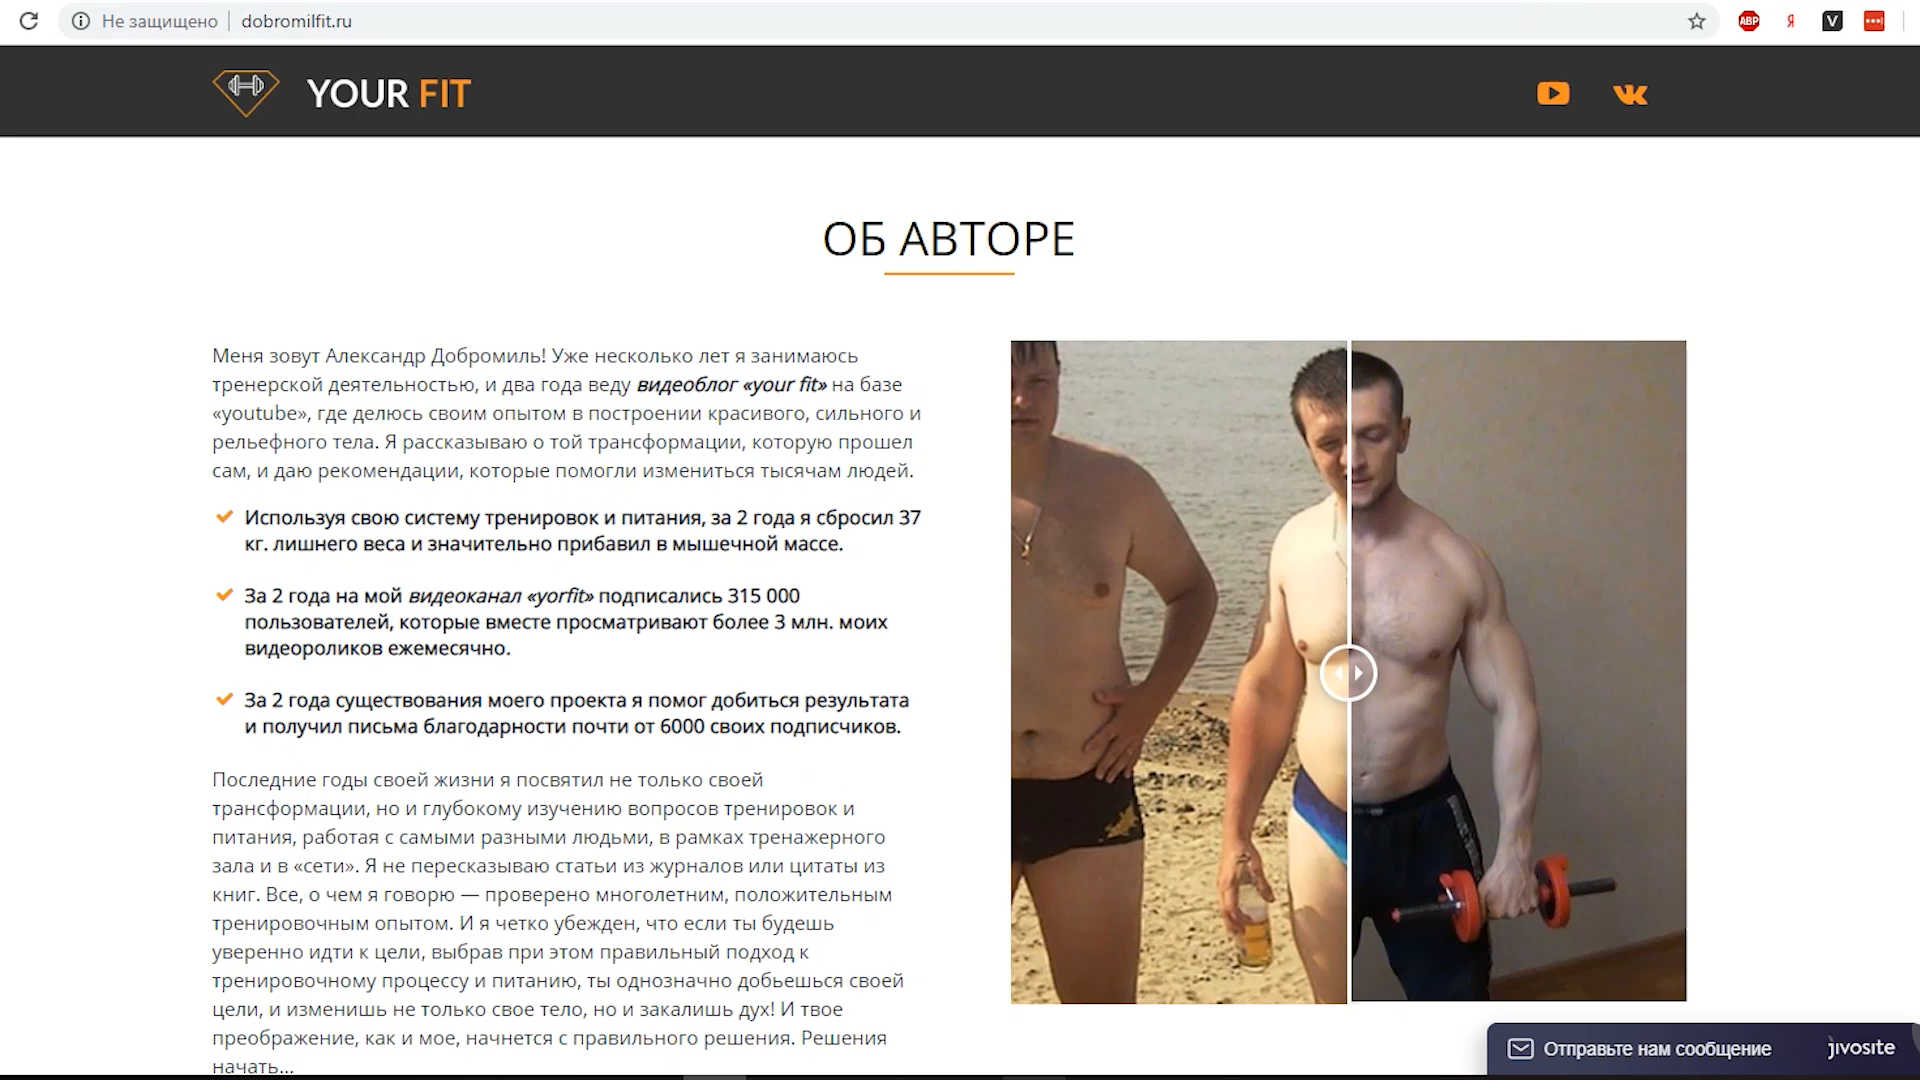 Не защищено
dobromilfit.ru
ABP
Я
V
YOUR FIT
ОБ АВТОРЕ
Меня зовут Александр Добромиль! Уже несколько лет я занимаюсь
тренерской деятельностью, и два года веду видеоблог «your fit» на базе
«youtube», где делюсь своим опытом в построении красивого, сильного и
рельефного тела. Я рассказываю о той трансформации, которую прошел
сам, и даю рекомендации, которые помогли измениться тысячам людей.
Используя свою систему тренировок и питания, за 2 года я сбросил 37
кг. лишнего веса и значительно прибавил в мышечной массе.
За 2 года на мой видеоканал «yorfit» подписались 315 000
пользователей, которые вместе просматривают более 3 млн. моих
видеороликов ежемесячно.
За 2 года существования моего проекта я помог добиться результата
и получил письма благодарности почти от 6000 своих подписчиков.
Последние годы своей жизни я посвятил не только своей
трансформации, но и глубокому изучению вопросов тренировок и
питания, работая с самыми разными людьми, в рамках тренажерного
зала и в «сети». Я не пересказываю статьи из журналов или цитаты из
книг. Все, о чем я говорю — проверено многолетним, положительным
тренировочным опытом. И я четко убежден, что если ты будешь
уверенно идти к цели, выбрав при этом правильный подход к
тренировочному процессу и питанию, ты однозначно добьешься своей
цели, и изменишь не только свое тело, но и закалишь дух! И твое
преображение, как и мое, начнется с правильного решения. Решения
начать...
Отправьте нам сообщение
jivosite